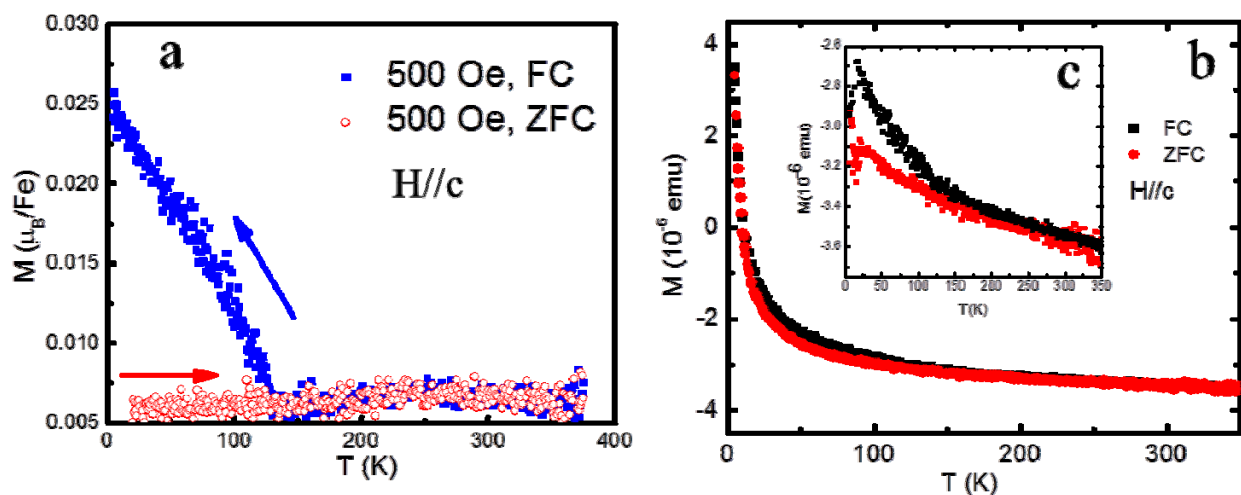 a
500 Oe, FC
500 Oe, ZFC
H//c
0.030
0.025
0.020
0.015
0.010
0.005
M (μB/Fe)
0
100
200
300
400
T (K)
b
FC
ZFC
H//c
4
2
0
-2
-4
M (10-6 emu)
0
100
200
300
T (K)
c
-2.6
-2.8
-3.0
-3.2
-3.4
-3.6
M(10-6 emu)
0
50
100
150
200
250
300
350
T(K)